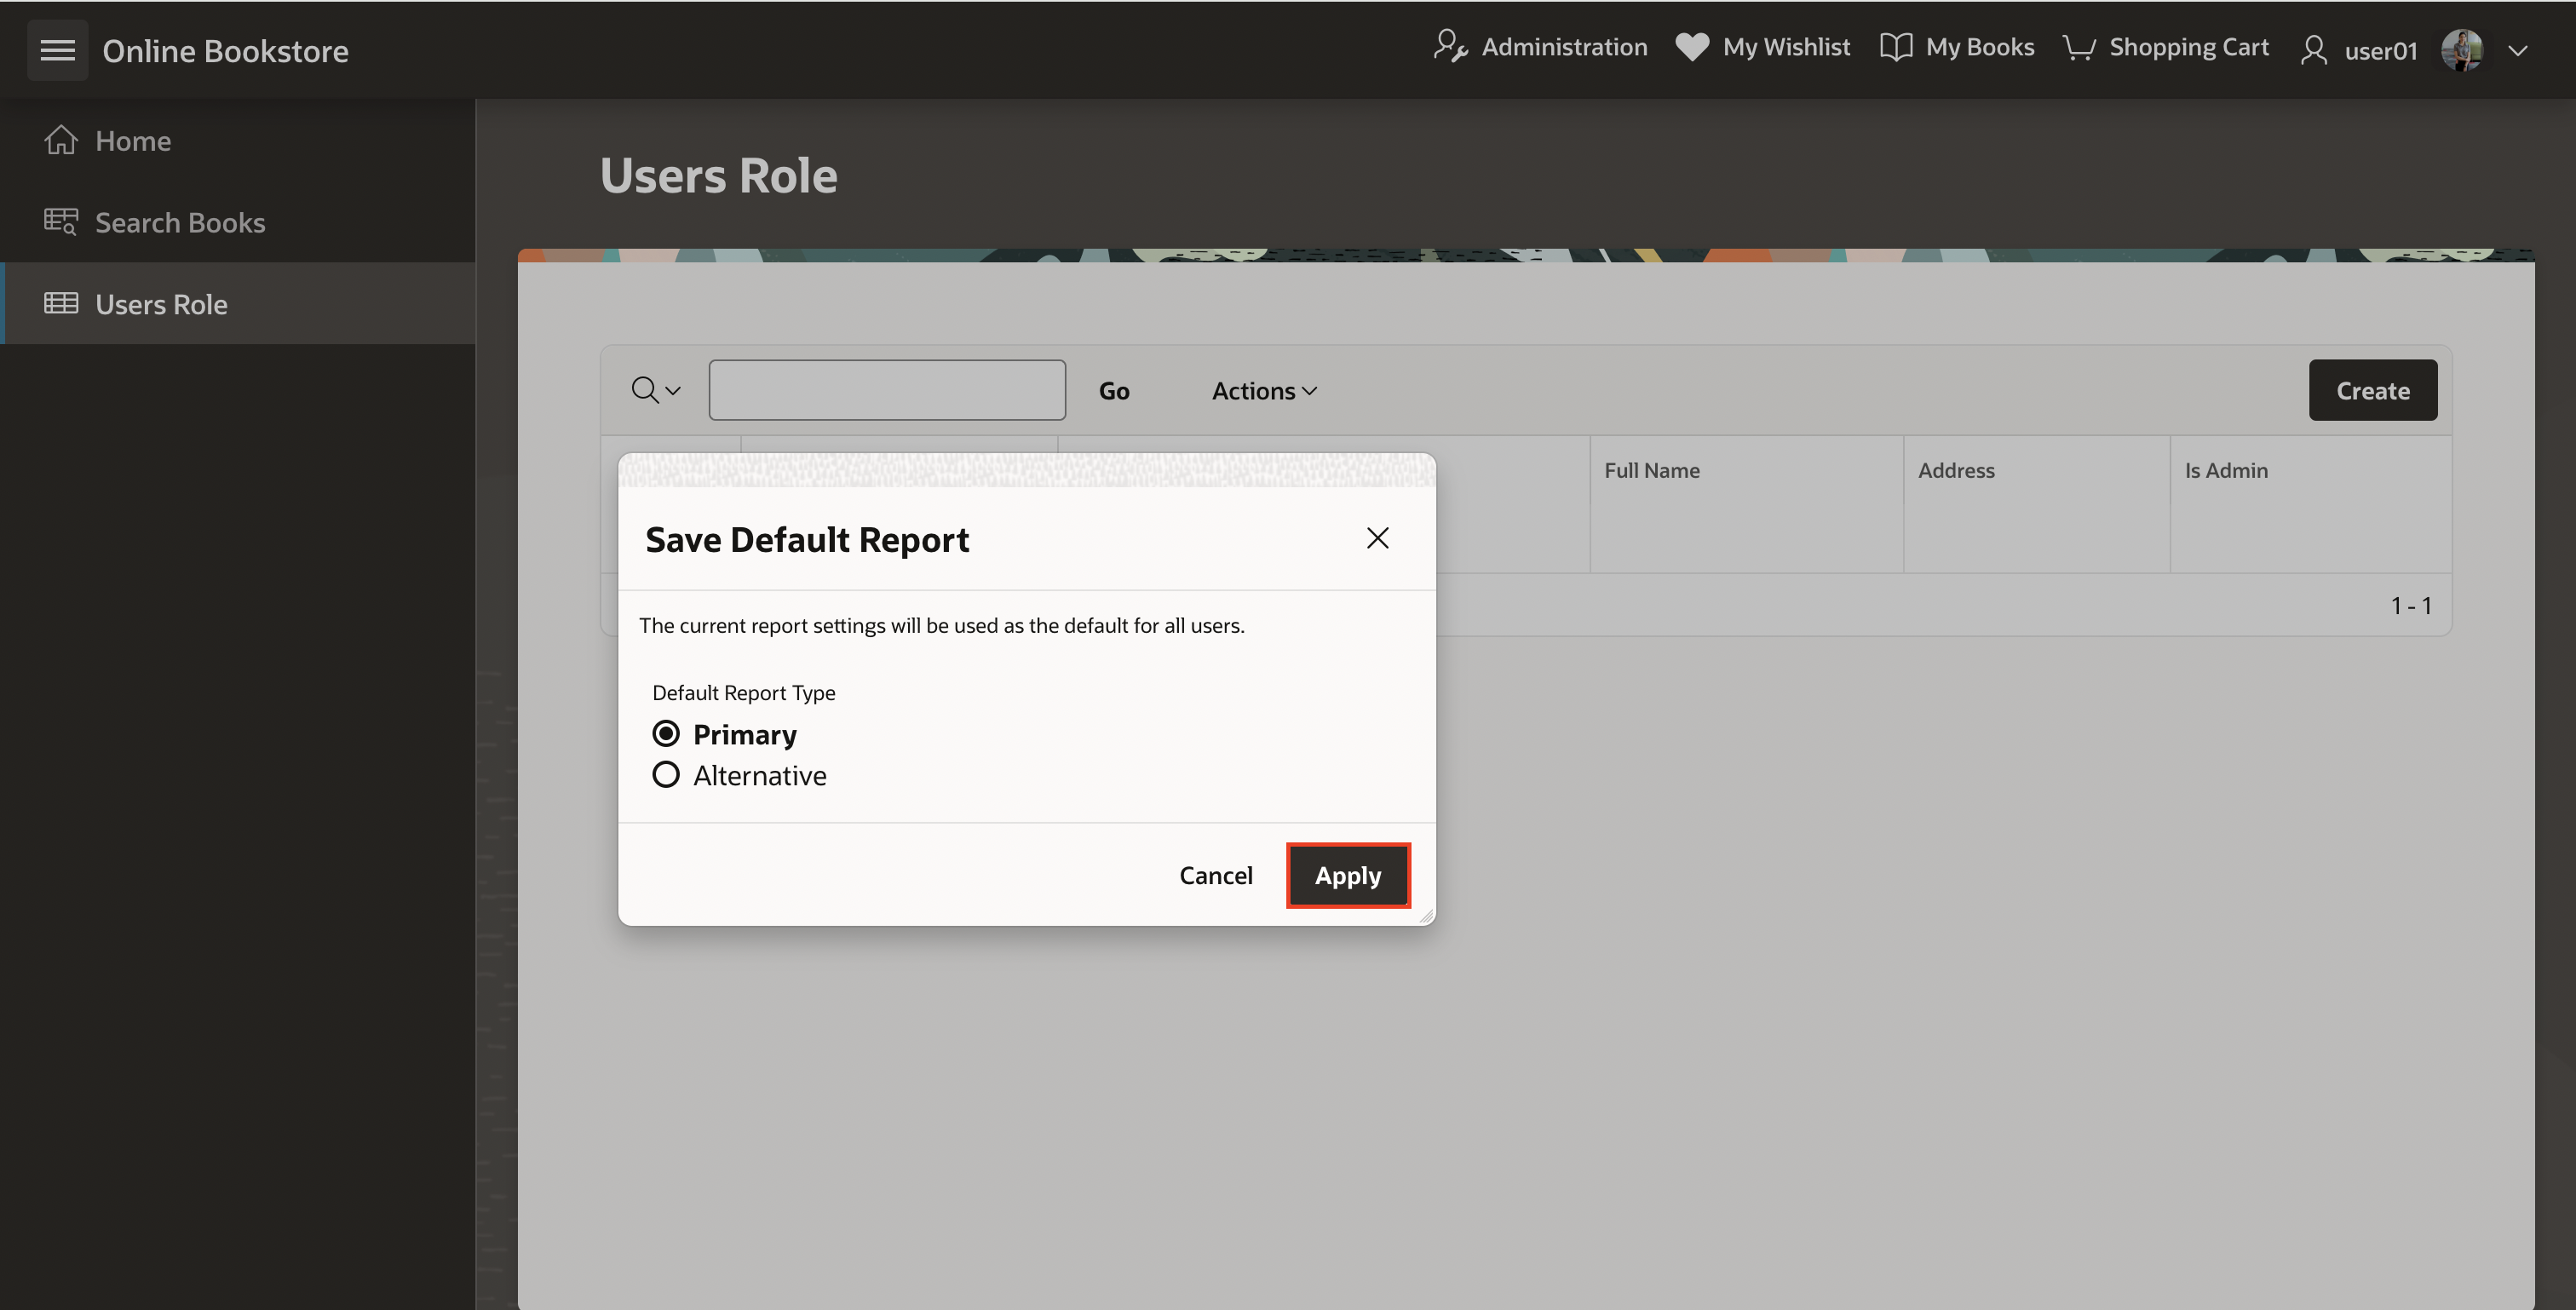 Online Bookstore
Administration
My Wishlist
My Books
Shopping Cart
user01
Home
Search Books
Users Role
Users Role
Go
Actions
Create
Full Name
Address
Is Admin
1 - 1
Save Default Report
The current report settings will be used as the default for all users.
Default Report Type
Primary
Alternative
Cancel
Apply